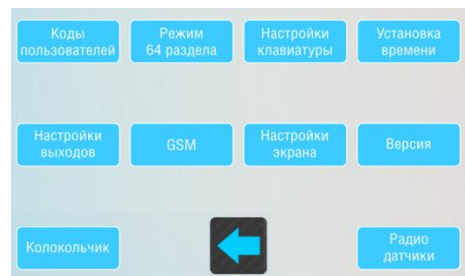 Коды
пользователей
Режим
64 раздела
Настройки
клавиатуры
Установка
времени
Настройки
выходов
GSM
Настройки
экрана
Версия
Колокольчик
Радио
датчики